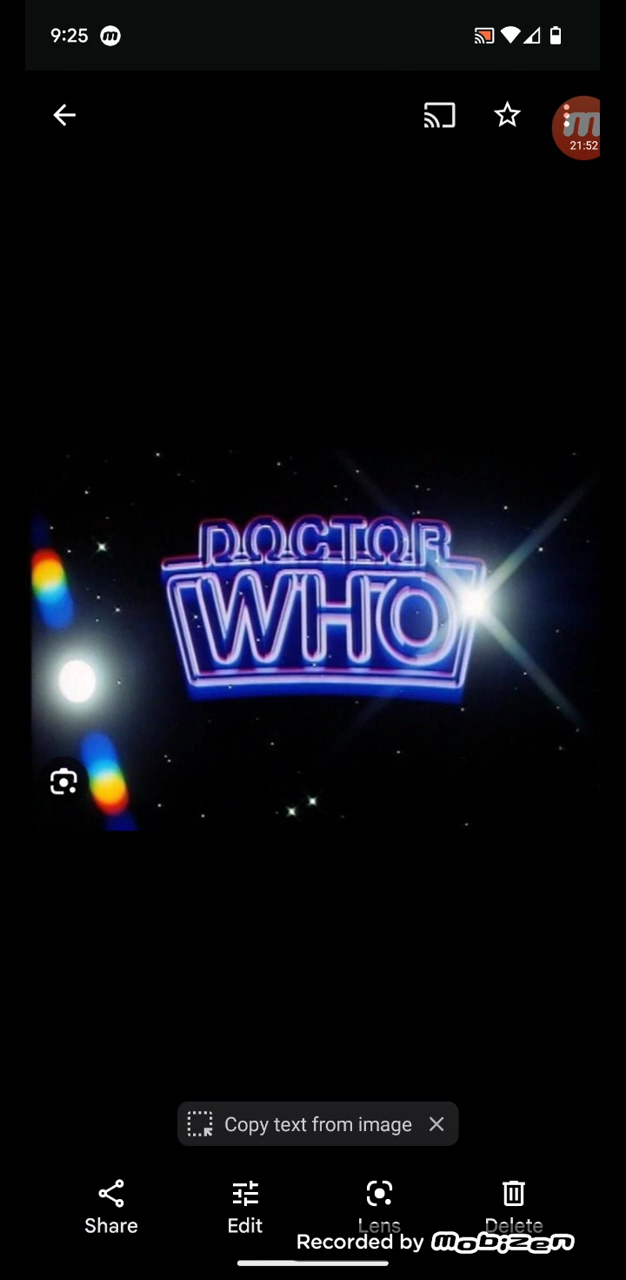 9:25
m
m
21:52
DOCTOR
WHO
Copy text from image
Share Edit Lens Delete
Recorded by mobizen